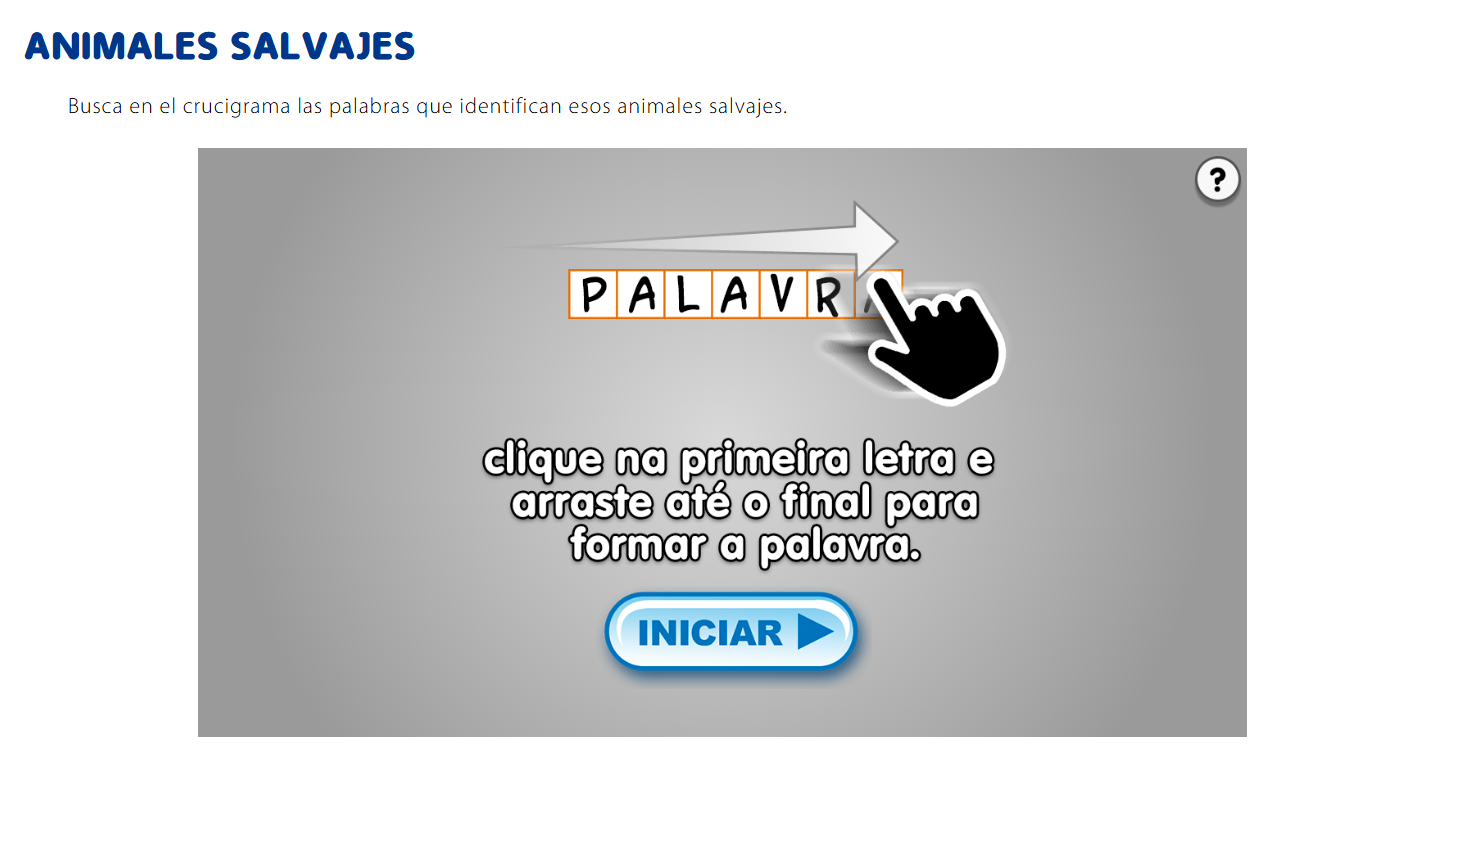 ANIMALES SALVAJES
Busca en el crucigrama las palabras que identifican esos animales salvajes.
?
PALAVRA
clique na primeira letra e
arraste até o final para
formar a palavra.
INICIAR